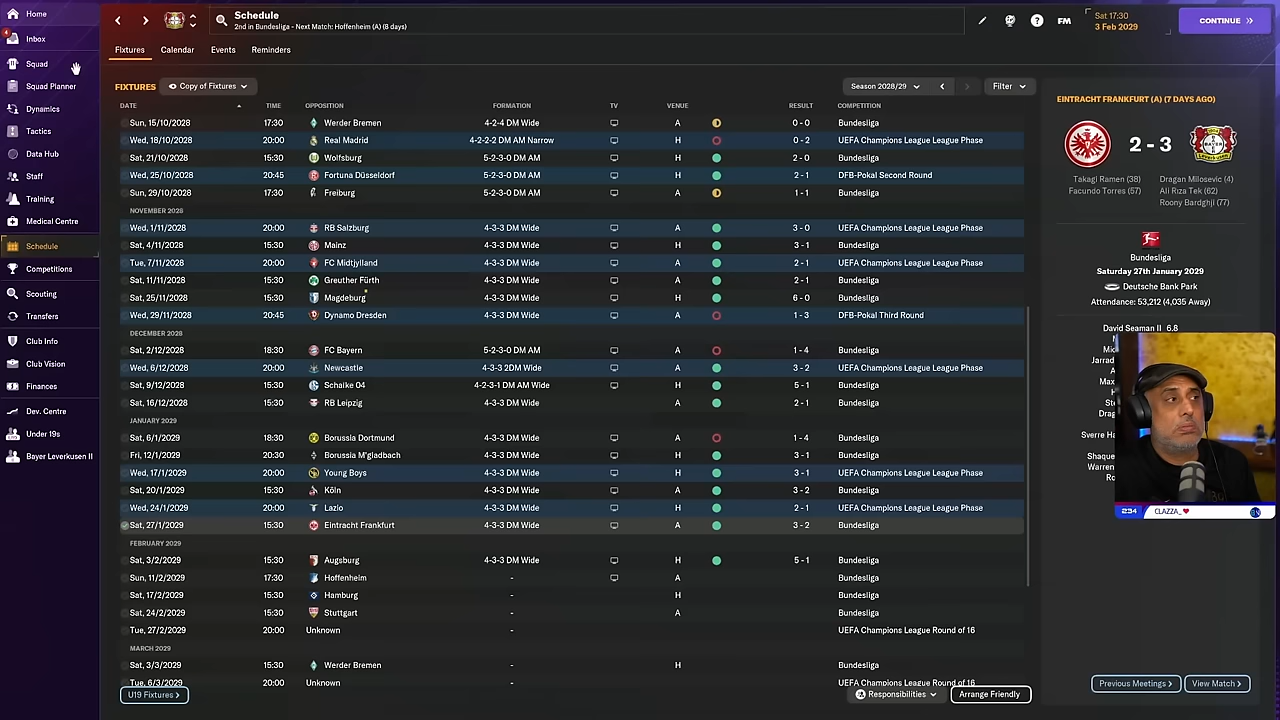 Home
4
Inbox
Squad
Squad Planner
Dynamics
Tactics
Data Hub
Staff
Training
Medical Centre
Schedule
Competitions
Scouting
Transfers
Club Info
Club Vision
Finances
Dev. Centre
Under 19s
Bayer Leverkusen II
Schedule
2nd in Bundesliga - Next Match: Hoffenheim (A) (8 days)
FM
Sat 17:30
3 Feb 2029
CONTINUE
Fixtures Calendar Events Reminders
FIXTURES Copy of Fixtures
Season 2028/29 Filter
DATE TIME OPPOSITION FORMATION TV VENUE RESULT COMPETITION
Sun, 15/10/2028 17:30 Werder Bremen 4-2-4 DM Wide A 0 - 0 Bundesliga
Wed, 18/10/2028 20:00 Real Madrid 4-2-2-2 DM AM Narrow H 0 - 2 UEFA Champions League League Phase
Sat, 21/10/2028 15:30 Wolfsburg 5-2-3-0 DM AM H 2 - 0 Bundesliga
Wed, 25/10/2028 20:45 Fortuna Düsseldorf 5-2-3-0 DM AM H 2 - 1 DFB-Pokal Second Round
Sun, 29/10/2028 17:30 Freiburg 5-2-3-0 DM AM A 1 - 1 Bundesliga
NOVEMBER 2028
Wed, 1/11/2028 20:00 RB Salzburg 4-3-3 DM Wide A 3 - 0 UEFA Champions League League Phase
Sat, 4/11/2028 15:30 Mainz 4-3-3 DM Wide H 3 - 1 Bundesliga
Tue, 7/11/2028 20:00 FC Midtjylland 4-3-3 DM Wide A 2 - 1 UEFA Champions League League Phase
Sat, 11/11/2028 15:30 Greuther Fürth 4-3-3 DM Wide A 2 - 1 Bundesliga
Sat, 25/11/2028 15:30 Magdeburg 4-3-3 DM Wide H 6 - 0 Bundesliga
Wed, 29/11/2028 20:45 Dynamo Dresden 4-3-3 DM Wide A 1 - 3 DFB-Pokal Third Round
DECEMBER 2028
Sat, 2/12/2028 18:30 FC Bayern 5-2-3-0 DM AM A 1 - 4 Bundesliga
Wed, 6/12/2028 20:00 Newcastle 4-3-3 2DM Wide A 3 - 2 UEFA Champions League League Phase
Sat, 9/12/2028 15:30 Schalke 04 4-2-3-1 DM AM Wide H 5 - 1 Bundesliga
Sat, 16/12/2028 15:30 RB Leipzig 4-3-3 DM Wide A 2 - 1 Bundesliga
JANUARY 2029
Sat, 6/1/2029 18:30 Borussia Dortmund 4-3-3 DM Wide A 1 - 4 Bundesliga
Fri, 12/1/2029 20:30 Borussia M'gladbach 4-3-3 DM Wide H 3 - 1 Bundesliga
Wed, 17/1/2029 20:00 Young Boys 4-3-3 DM Wide H 3 - 1 UEFA Champions League League Phase
Sat, 20/1/2029 15:30 Köln 4-3-3 DM Wide A 3 - 2 Bundesliga
Wed, 24/1/2029 20:00 Lazio 4-3-3 DM Wide H 2 - 1 UEFA Champions League League Phase
Sat, 27/1/2029 15:30 Eintracht Frankfurt 4-3-3 DM Wide A 3 - 2 Bundesliga
FEBRUARY 2029
Sat, 3/2/2029 15:30 Augsburg 4-3-3 DM Wide H 5 - 1 Bundesliga
Sun, 11/2/2029 17:30 Hoffenheim - A Bundesliga
Sat, 17/2/2029 15:30 Hamburg - H Bundesliga
Sat, 24/2/2029 15:30 Stuttgart - A Bundesliga
Tue, 27/2/2029 20:00 Unknown - UEFA Champions League Round of 16
MARCH 2029
Sat, 3/3/2029 15:30 Werder Bremen - H Bundesliga
Tue, 6/3/2029 20:00 Unknown - UEFA Champions League Round of 16
U19 Fixtures
Responsibilities Arrange Friendly
EINTRACHT FRANKFURT (A) (7 DAYS AGO)
2 - 3
Takagi Ramen (38) Dragan Milosevic (4)
Facundo Torres (57) Ali Riza Tek (62)
Roony Bardghji (77)
Bundesliga
Saturday 27th January 2029
Deutsche Bank Park
Attendance: 53,212 (4,035 Away)
David Seaman II 6.8
Jarrad
Max
Drag
Sverre Ha
Shaque
Warren
234 CLAZZA_
Previous Meetings View Match